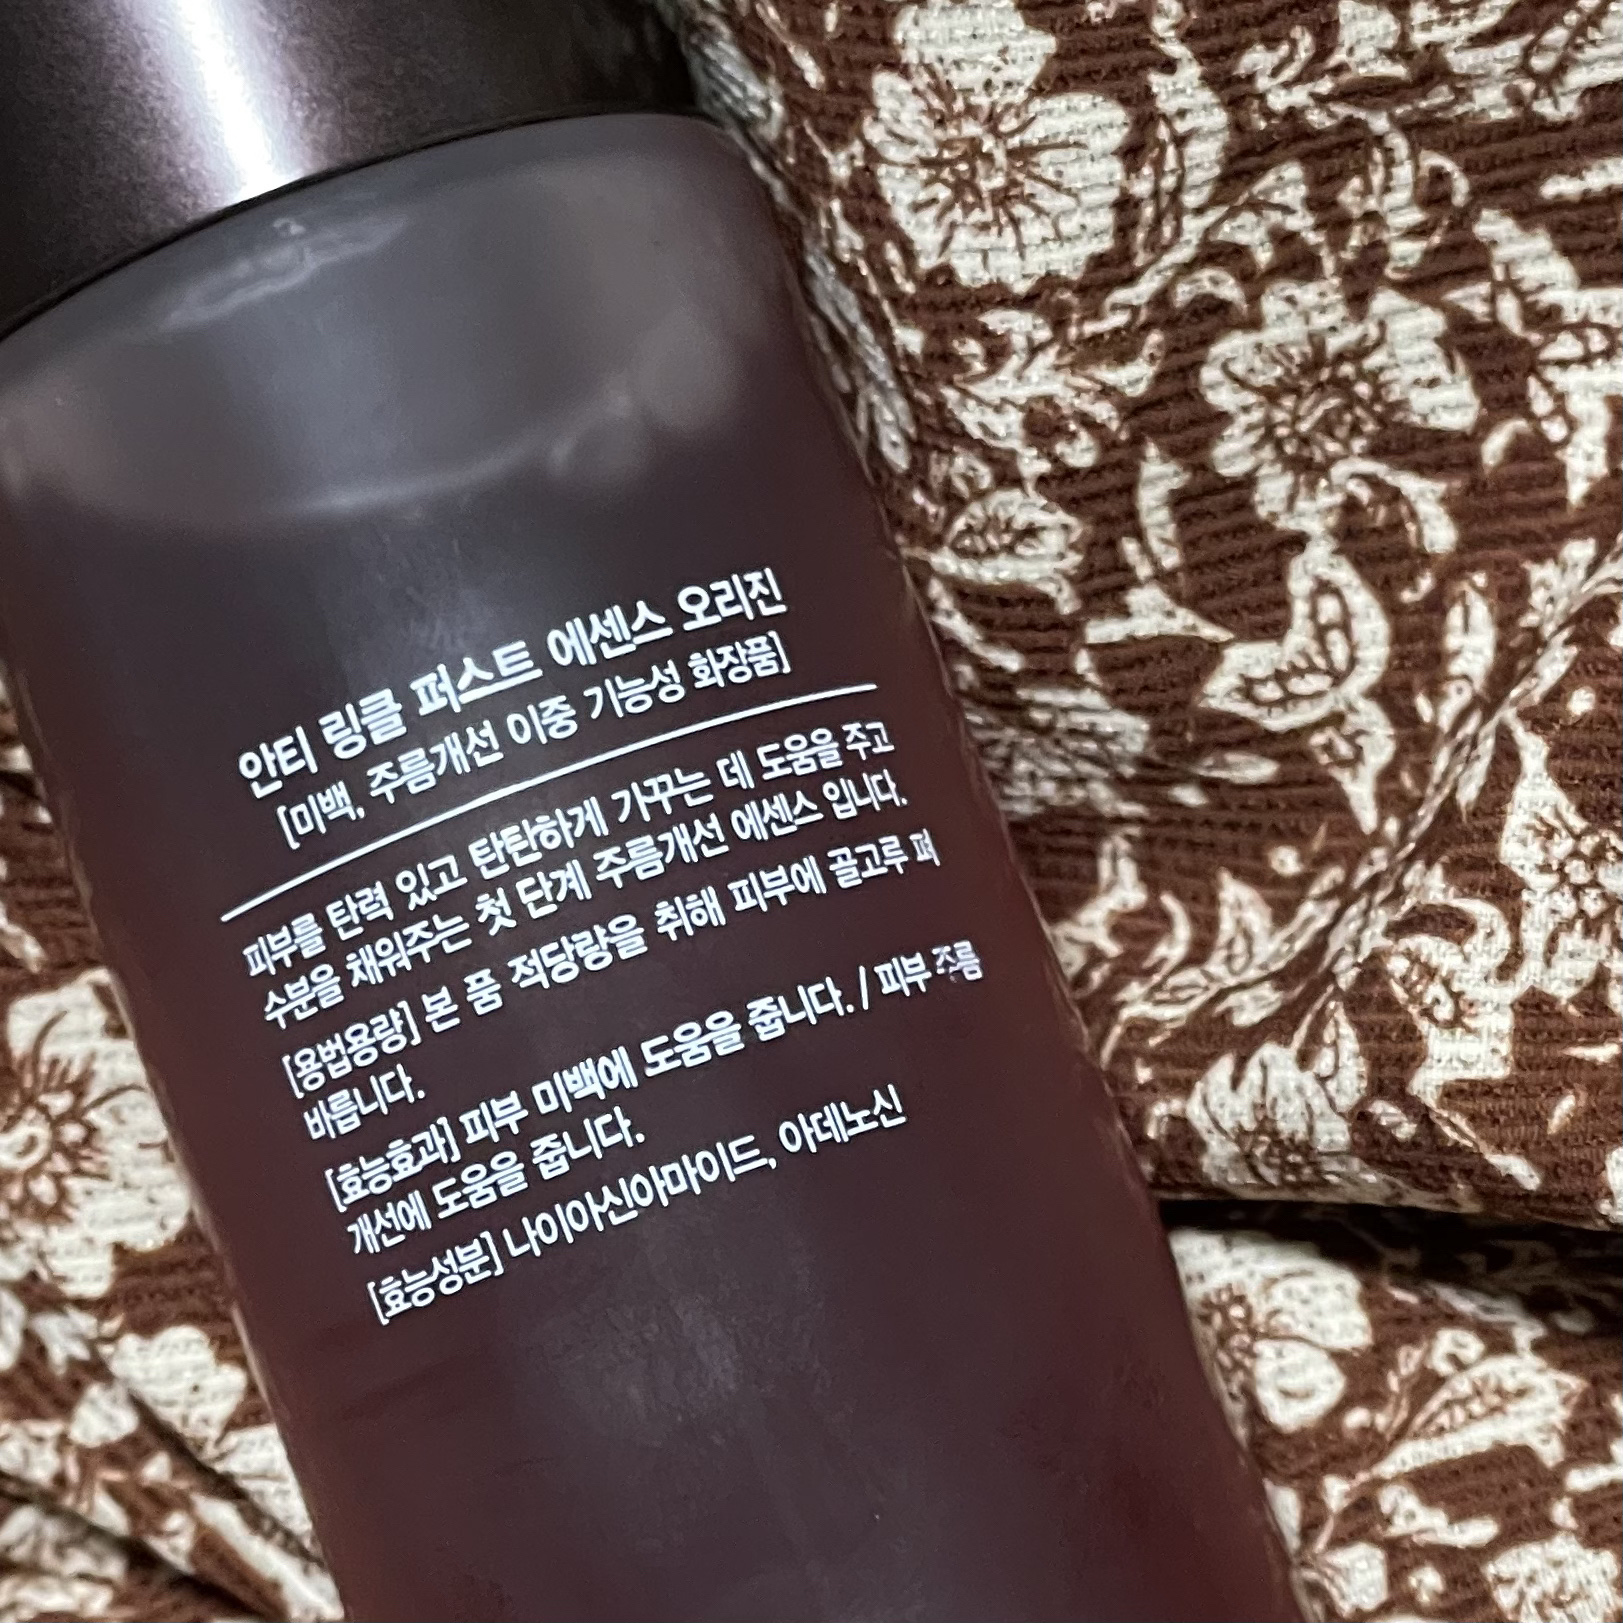 안티 링클 퍼스트 에센스 오리진
[미백, 주름개선 이중 기능성 화장품]
피부를 탄력 있고 탄탄하게 가꾸는 데 도움을 주고
수분을 채워주는 첫 단계 주름개선 에센스 입니다.
[용법용량] 본 품 적당량을 취해 피부에 골고루 펴
바릅니다.
[효능효과] 피부 미백에 도움을 줍니다. / 피부 주름
개선에 도움을 줍니다.
[효능성분] 나이아신아마이드, 아데노신